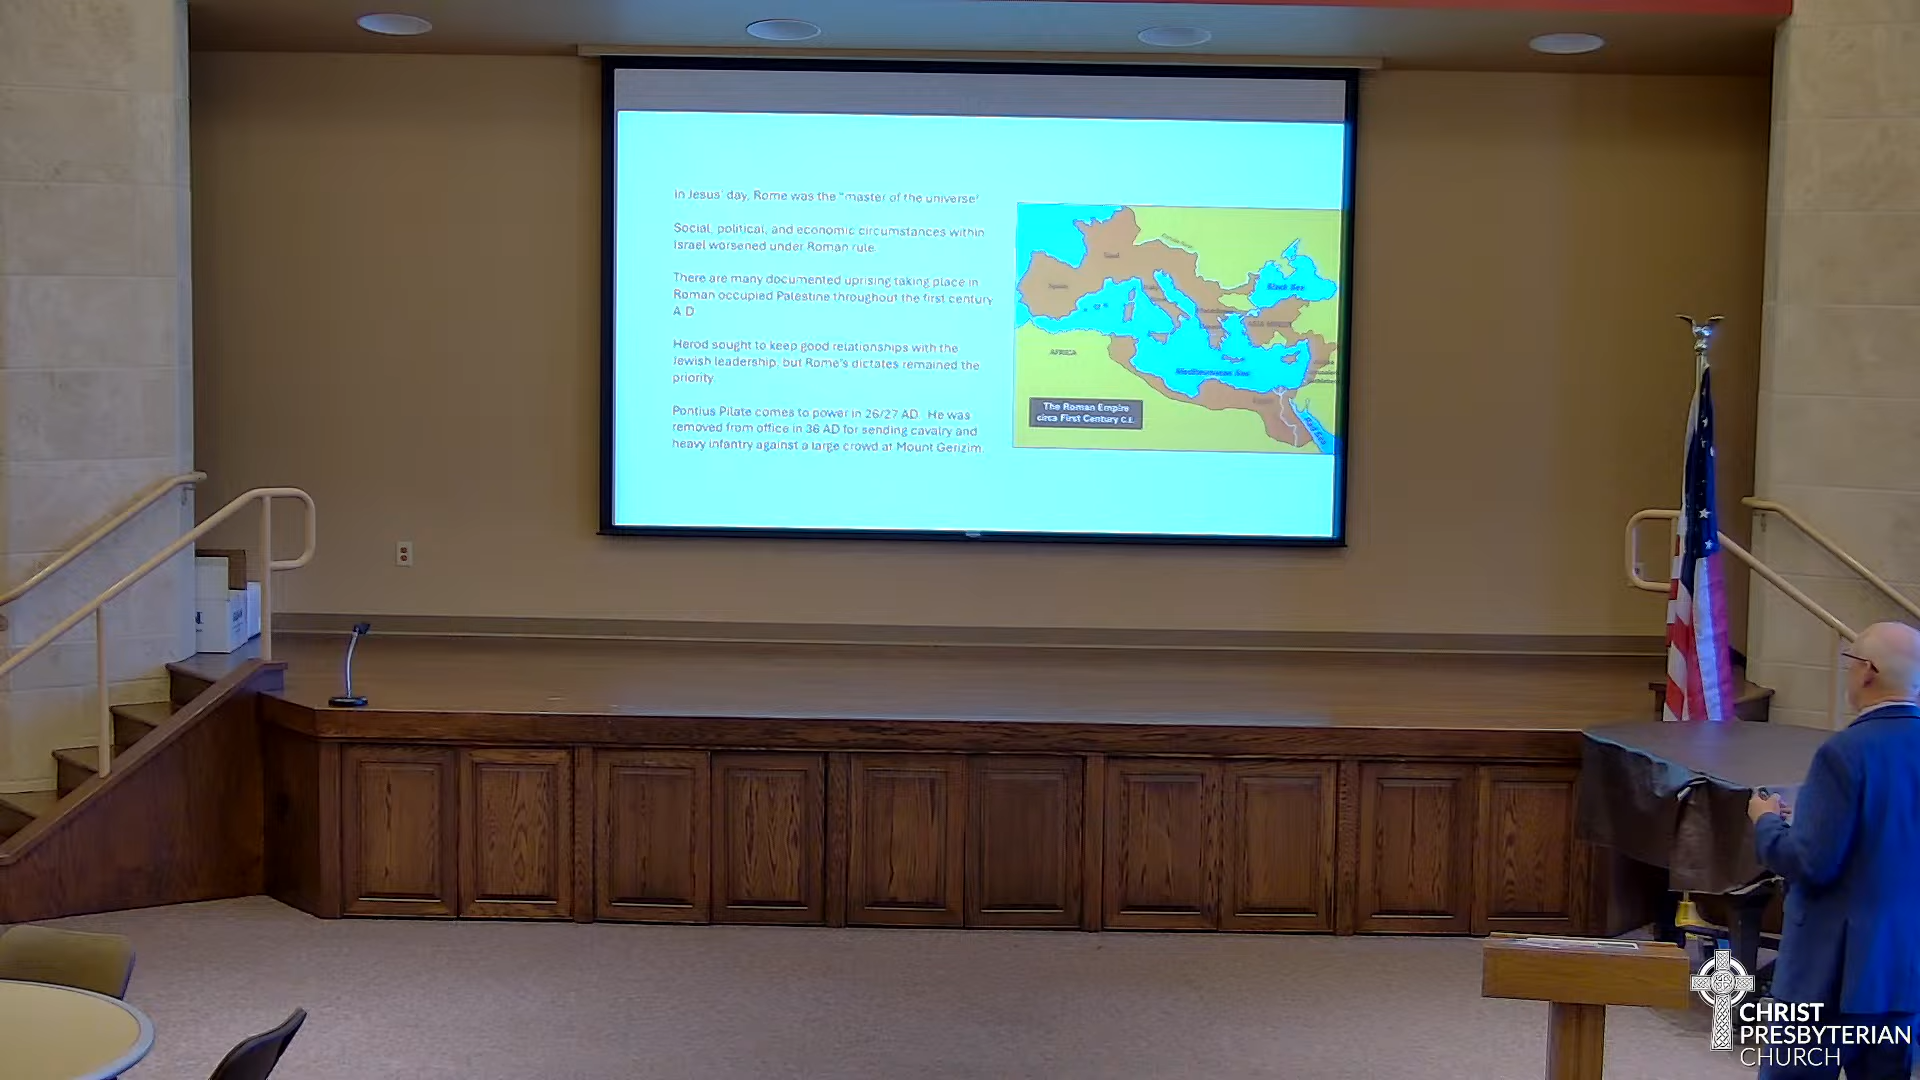 In Jesus' day, Rome was the "master of the universe"
Social, political, and economic circumstances within
Israel worsened under Roman rule.
There are many documented uprising taking place in
Roman occupied Palestine throughout the first century
A.D.
Herod sought to keep good relationships with the
Jewish leadership, but Rome's dictates remained the
priority.
Pontius Pilate comes to power in 26/27 AD. He was
removed from office in 36 AD for sending cavalry and
heavy infantry against a large crowd at Mount Gerizim.
Gaul
Spain
Black Sea
AFRICA
Mediterranean Sea
Egypt
Red Sea
The Roman Empire
circa First Century C.E.
CHRIST
PRESBYTERIAN
CHURCH